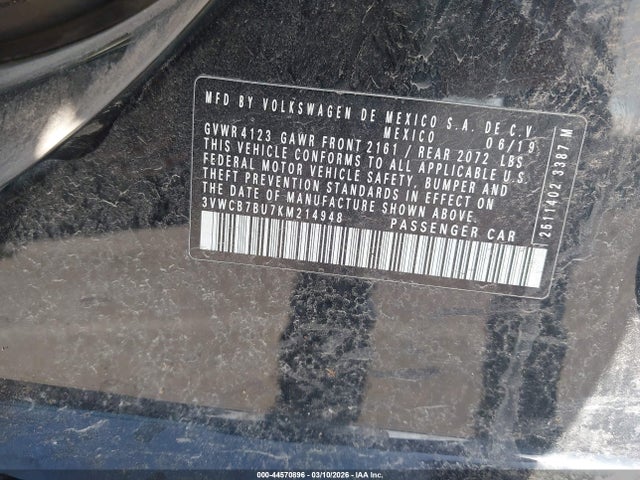 MFD BY VOLKSWAGEN DE MEXICO S.A. DE C.V
MEXICO 06/19
GVWR 4123 GAWR FRONT 2161 / REAR 2072 LBS
THIS VEHICLE CONFORMS TO ALL APPLICABLE U.S.
FEDERAL MOTOR VEHICLE SAFETY, BUMPER AND
THEFT PREVENTION STANDARDS IN EFFECT ON
THE DATE OF MANUFACTURE SHOWN ABOVE.
3VWCB7BU7KM214948 PASSENGER CAR
2511402 3387 M
000-44570896 - 03/10/2026 - IAA Inc.